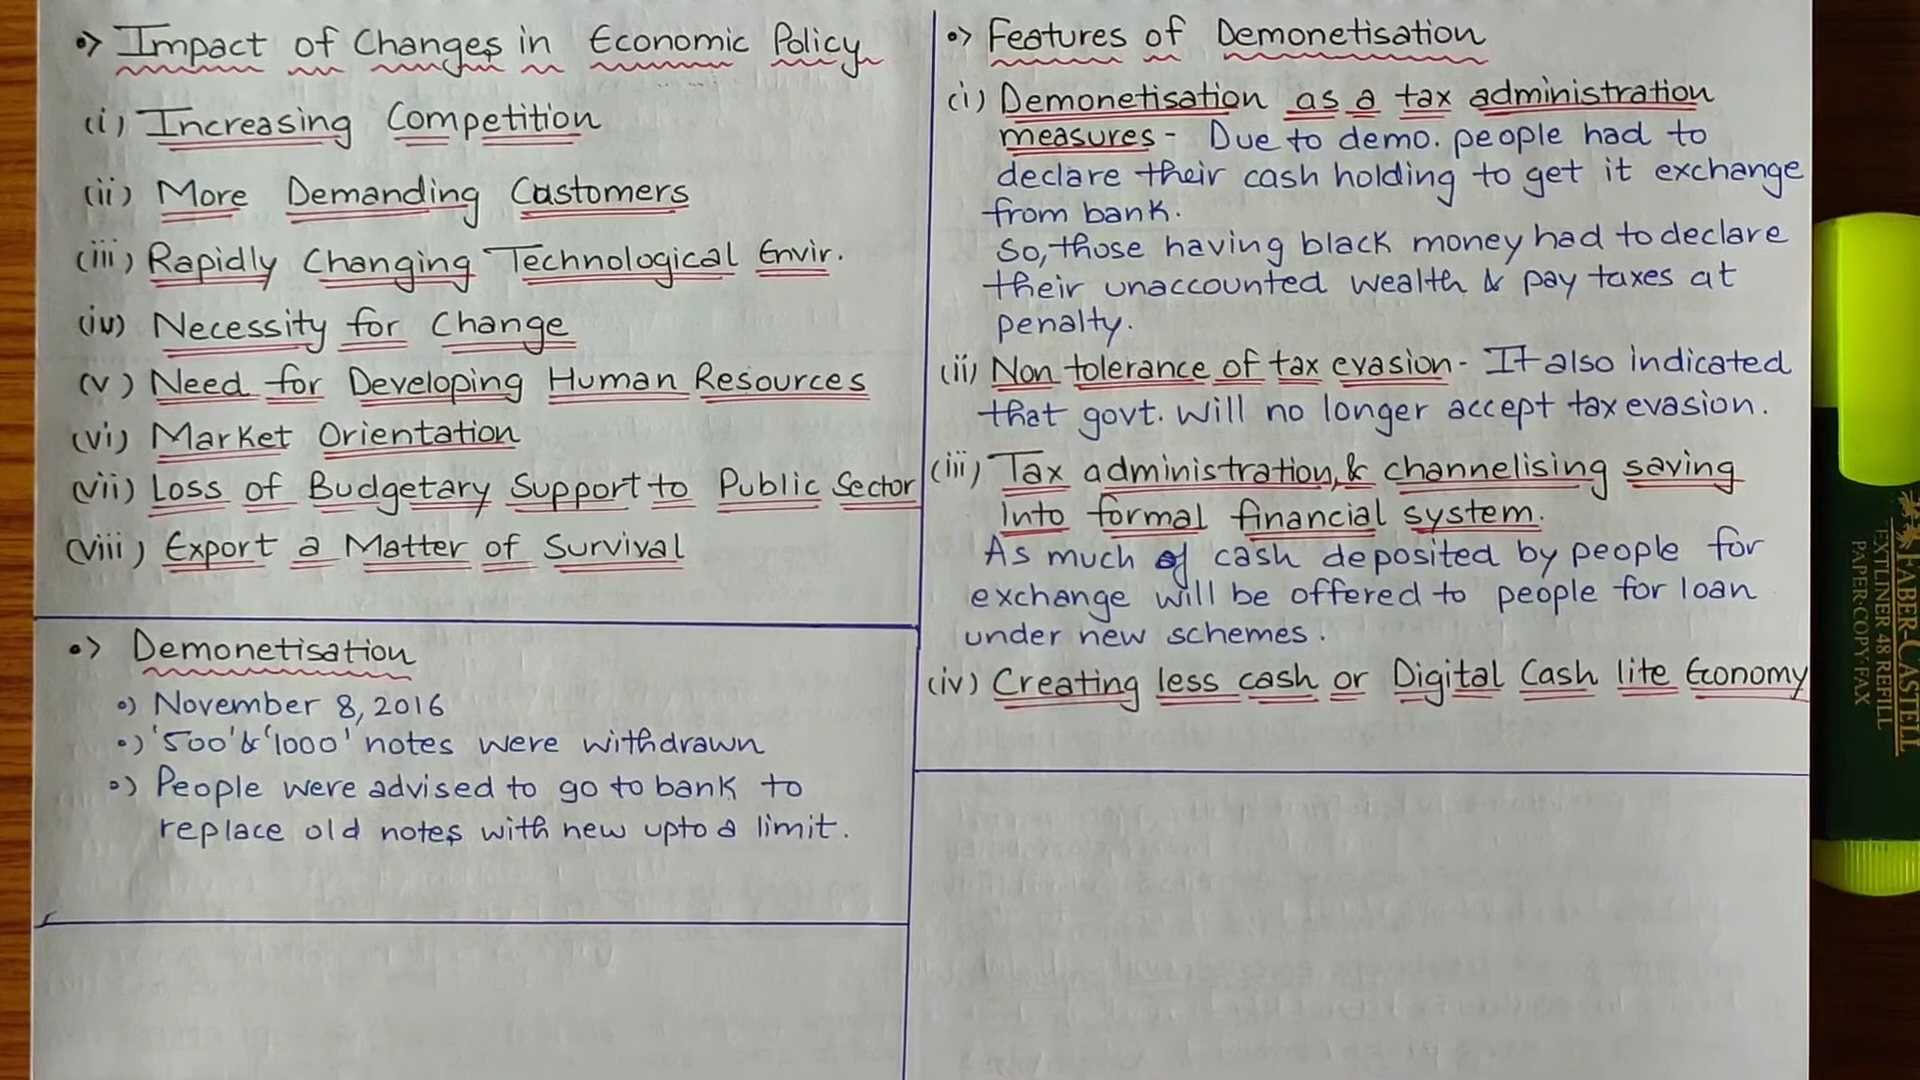 Impact of Changes in Economic Policy
(i) Increasing Competition
(ii) More Demanding Castomers
(iii) Rapidly Changing Technological Envir.
(iv) Necessity for Change
(v) Need for Developing Human Resources
(vi) Market Orientation
(vii) Loss of Budgetary Support to Public Sector
(viii) Export a Matter of Survival
Demonetisation
November 8, 2016
'500' & '1000' notes were withdrawn
People were advised to go to bank to
replace old notes with new upto a limit.
Features of Demonetisation
(i) Demonetisation as a tax administration
measures - Due to demo. people had to
declare their cash holding to get it exchange
from bank.
So, those having black money had to declare
their unaccounted wealth & pay taxes at
penalty.
(ii) Non tolerance of tax evasion - It also indicated
that govt. will no longer accept tax evasion.
(iii) Tax administration, & channelising saving
into formal financial system.
As much of cash deposited by people for
exchange will be offered to people for loan
under new schemes.
(iv) Creating less cash or Digital Cash lite Economy
FABER-CASTELL
EXTLINER 48 REFILL
PAPER·COPY·FAX